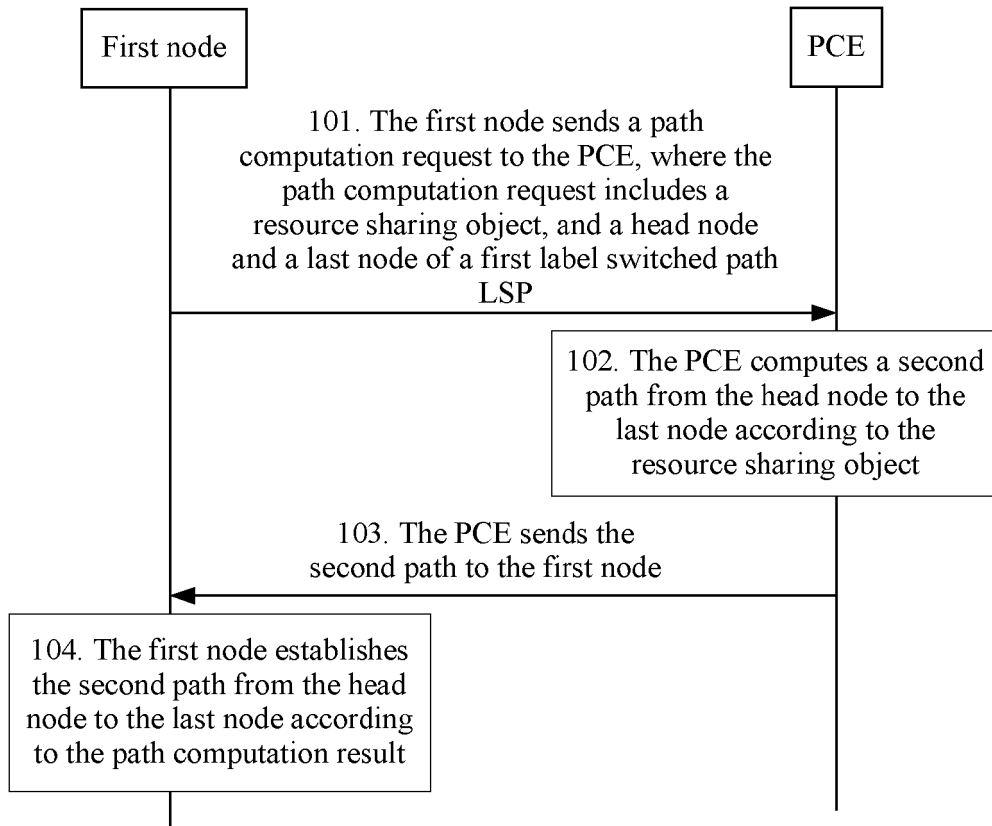 First node
PCE
101. The first node sends a path
computation request to the PCE, where the
path computation request includes a
resource sharing object, and a head node
and a last node of a first label switched path
LSP
102. The PCE computes a second
path from the head node to the
last node according to the
resource sharing object
103. The PCE sends the
second path to the first node
104. The first node establishes
the second path from the head
node to the last node according
to the path computation result